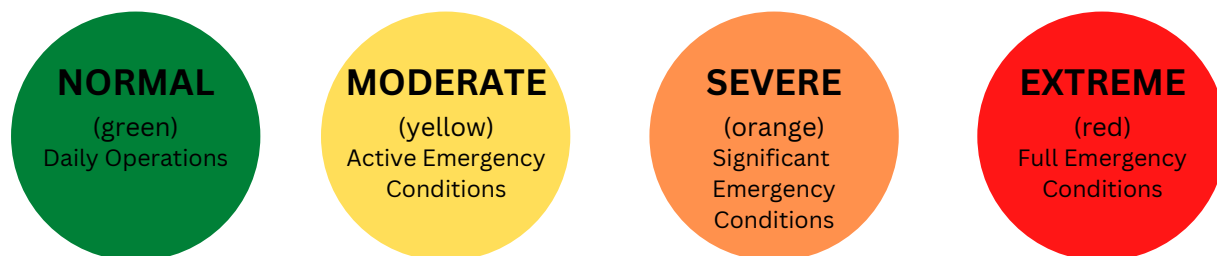 NORMAL
(green)
Daily Operations
MODERATE
(yellow)
Active Emergency
Conditions
SEVERE
(orange)
Significant
Emergency
Conditions
EXTREME
(red)
Full Emergency
Conditions